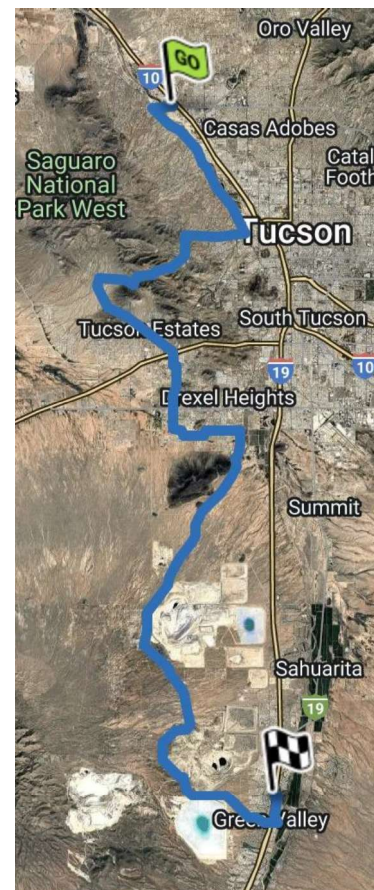 Oro Valley
GO
10
Casas Adobes
Catal
Footh
Saguaro
National
Park West
Tucson
Tucson Estates
South Tucson
19
10
Drexel Heights
Summit
Sahuarita
19
Green Valley